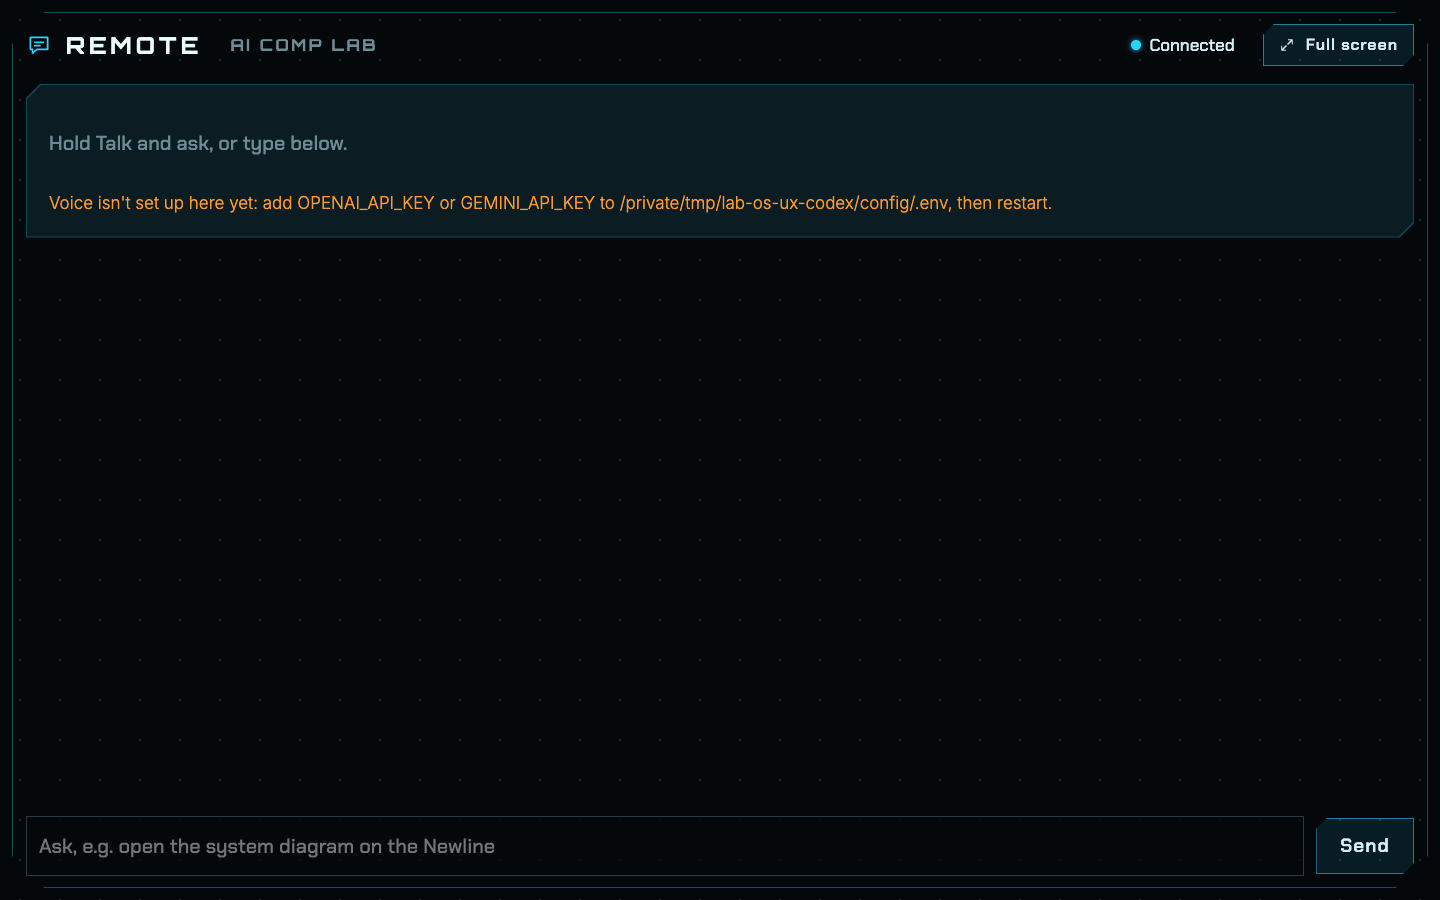 REMOTE AI COMP LAB Connected Full screen
Hold Talk and ask, or type below.
Voice isn't set up here yet: add OPENAI_API_KEY or GEMINI_API_KEY to /private/tmp/lab-os-ux-codex/config/.env, then restart.
Ask, e.g. open the system diagram on the Newline Send